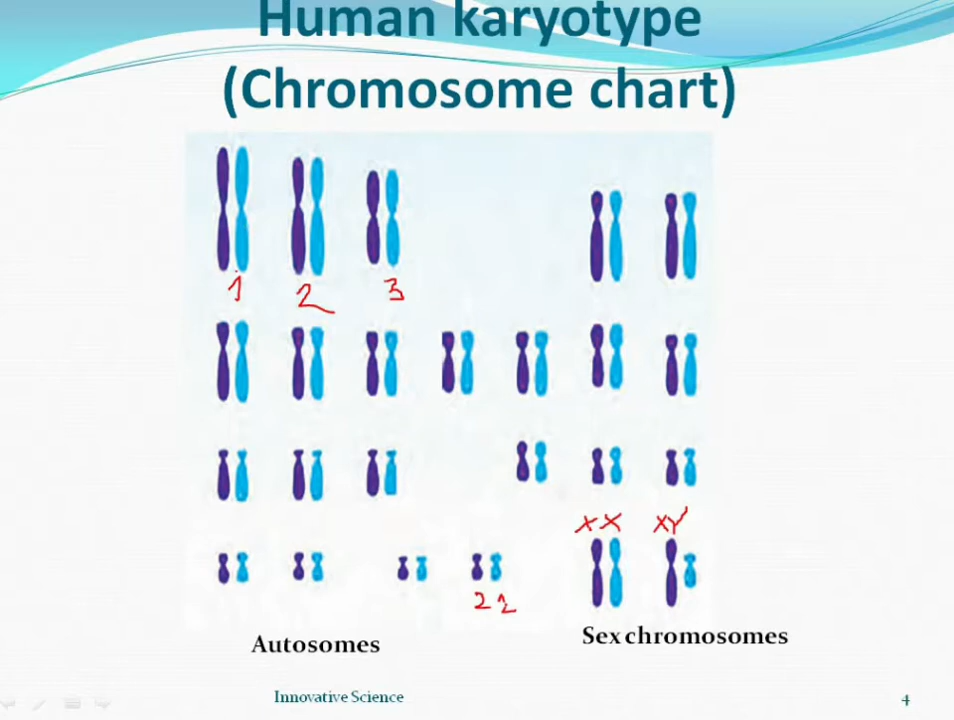 Human karyotype
(Chromosome chart)
1 2 3
XX XY
22
Autosomes
Sex chromosomes
Innovative Science
4